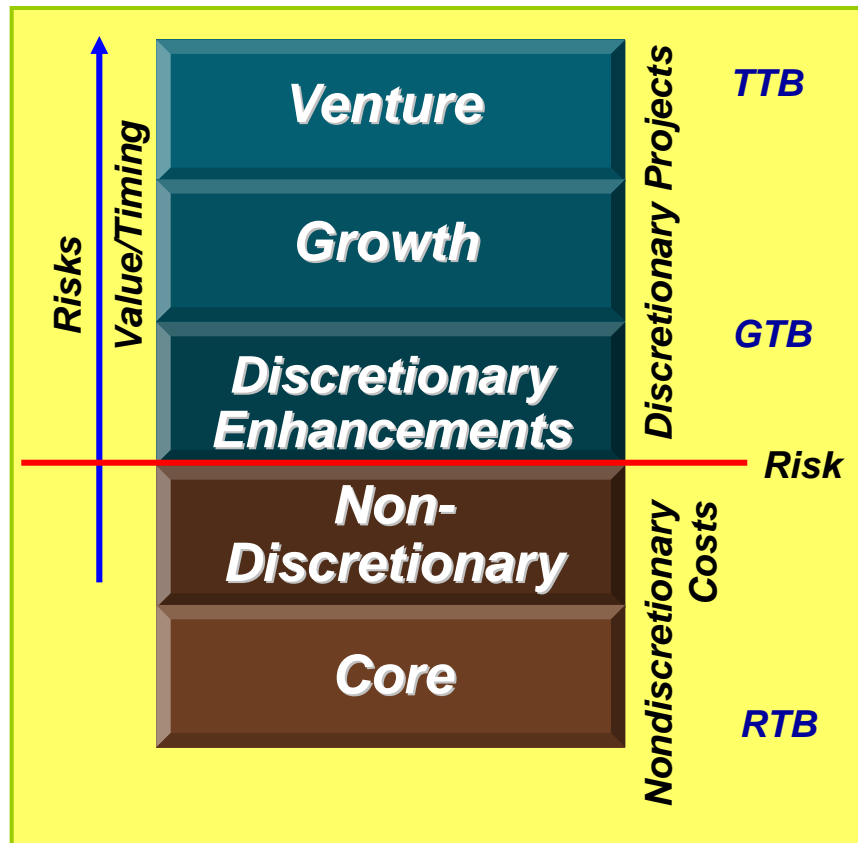 Venture
Growth
Discretionary
Enhancements
Non-
Discretionary
Core
Risks
Value/Timing
Discretionary Projects
Nondiscretionary
Costs
TTB
GTB
Risk
RTB